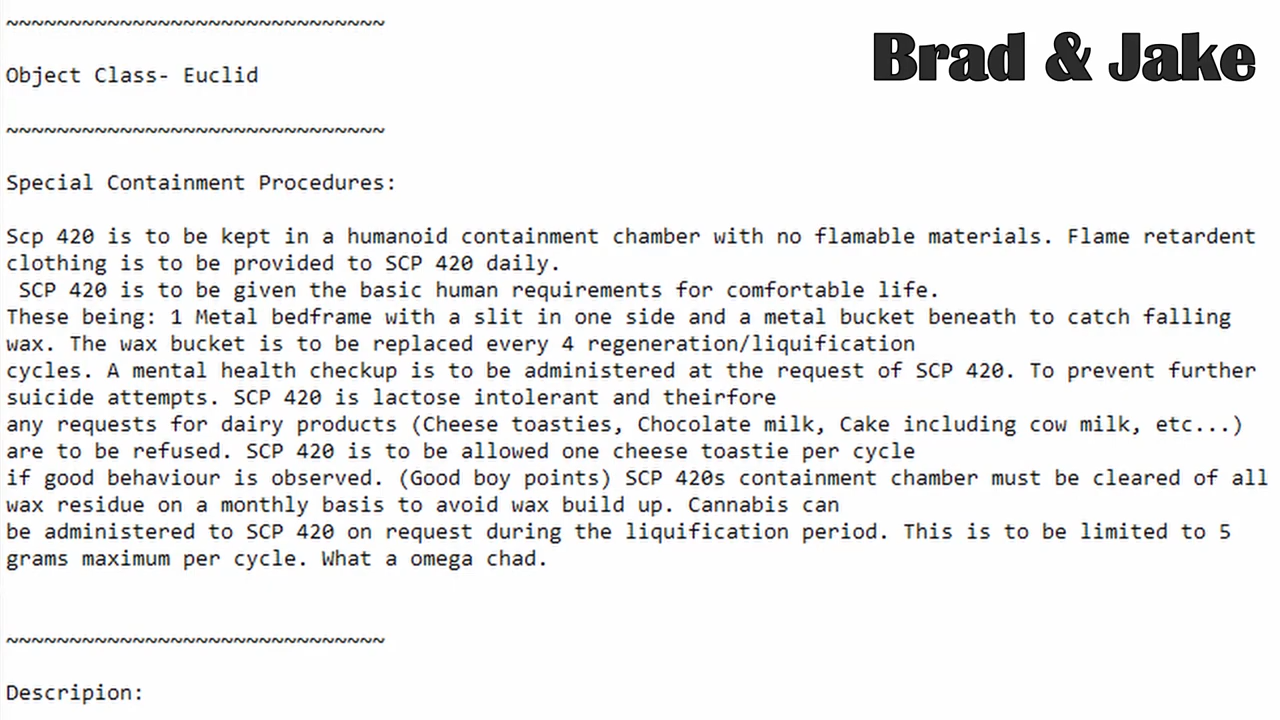 ~~~~~~~~~~~~~~~~~~~~~~~~~~~~~~
Brad & Jake
Object Class- Euclid
~~~~~~~~~~~~~~~~~~~~~~~~~~~~~~
Special Containment Procedures:
Scp 420 is to be kept in a humanoid containment chamber with no flamable materials. Flame retardent
clothing is to be provided to SCP 420 daily.
SCP 420 is to be given the basic human requirements for comfortable life.
These being: 1 Metal bedframe with a slit in one side and a metal bucket beneath to catch falling
wax. The wax bucket is to be replaced every 4 regeneration/liquification
cycles. A mental health checkup is to be administered at the request of SCP 420. To prevent further
suicide attempts. SCP 420 is lactose intolerant and theirfore
any requests for dairy products (Cheese toasties, Chocolate milk, Cake including cow milk, etc...)
are to be refused. SCP 420 is to be allowed one cheese toastie per cycle
if good behaviour is observed. (Good boy points) SCP 420s containment chamber must be cleared of all
wax residue on a monthly basis to avoid wax build up. Cannabis can
be administered to SCP 420 on request during the liquification period. This is to be limited to 5
grams maximum per cycle. What a omega chad.
~~~~~~~~~~~~~~~~~~~~~~~~~~~~~~
Descripion: